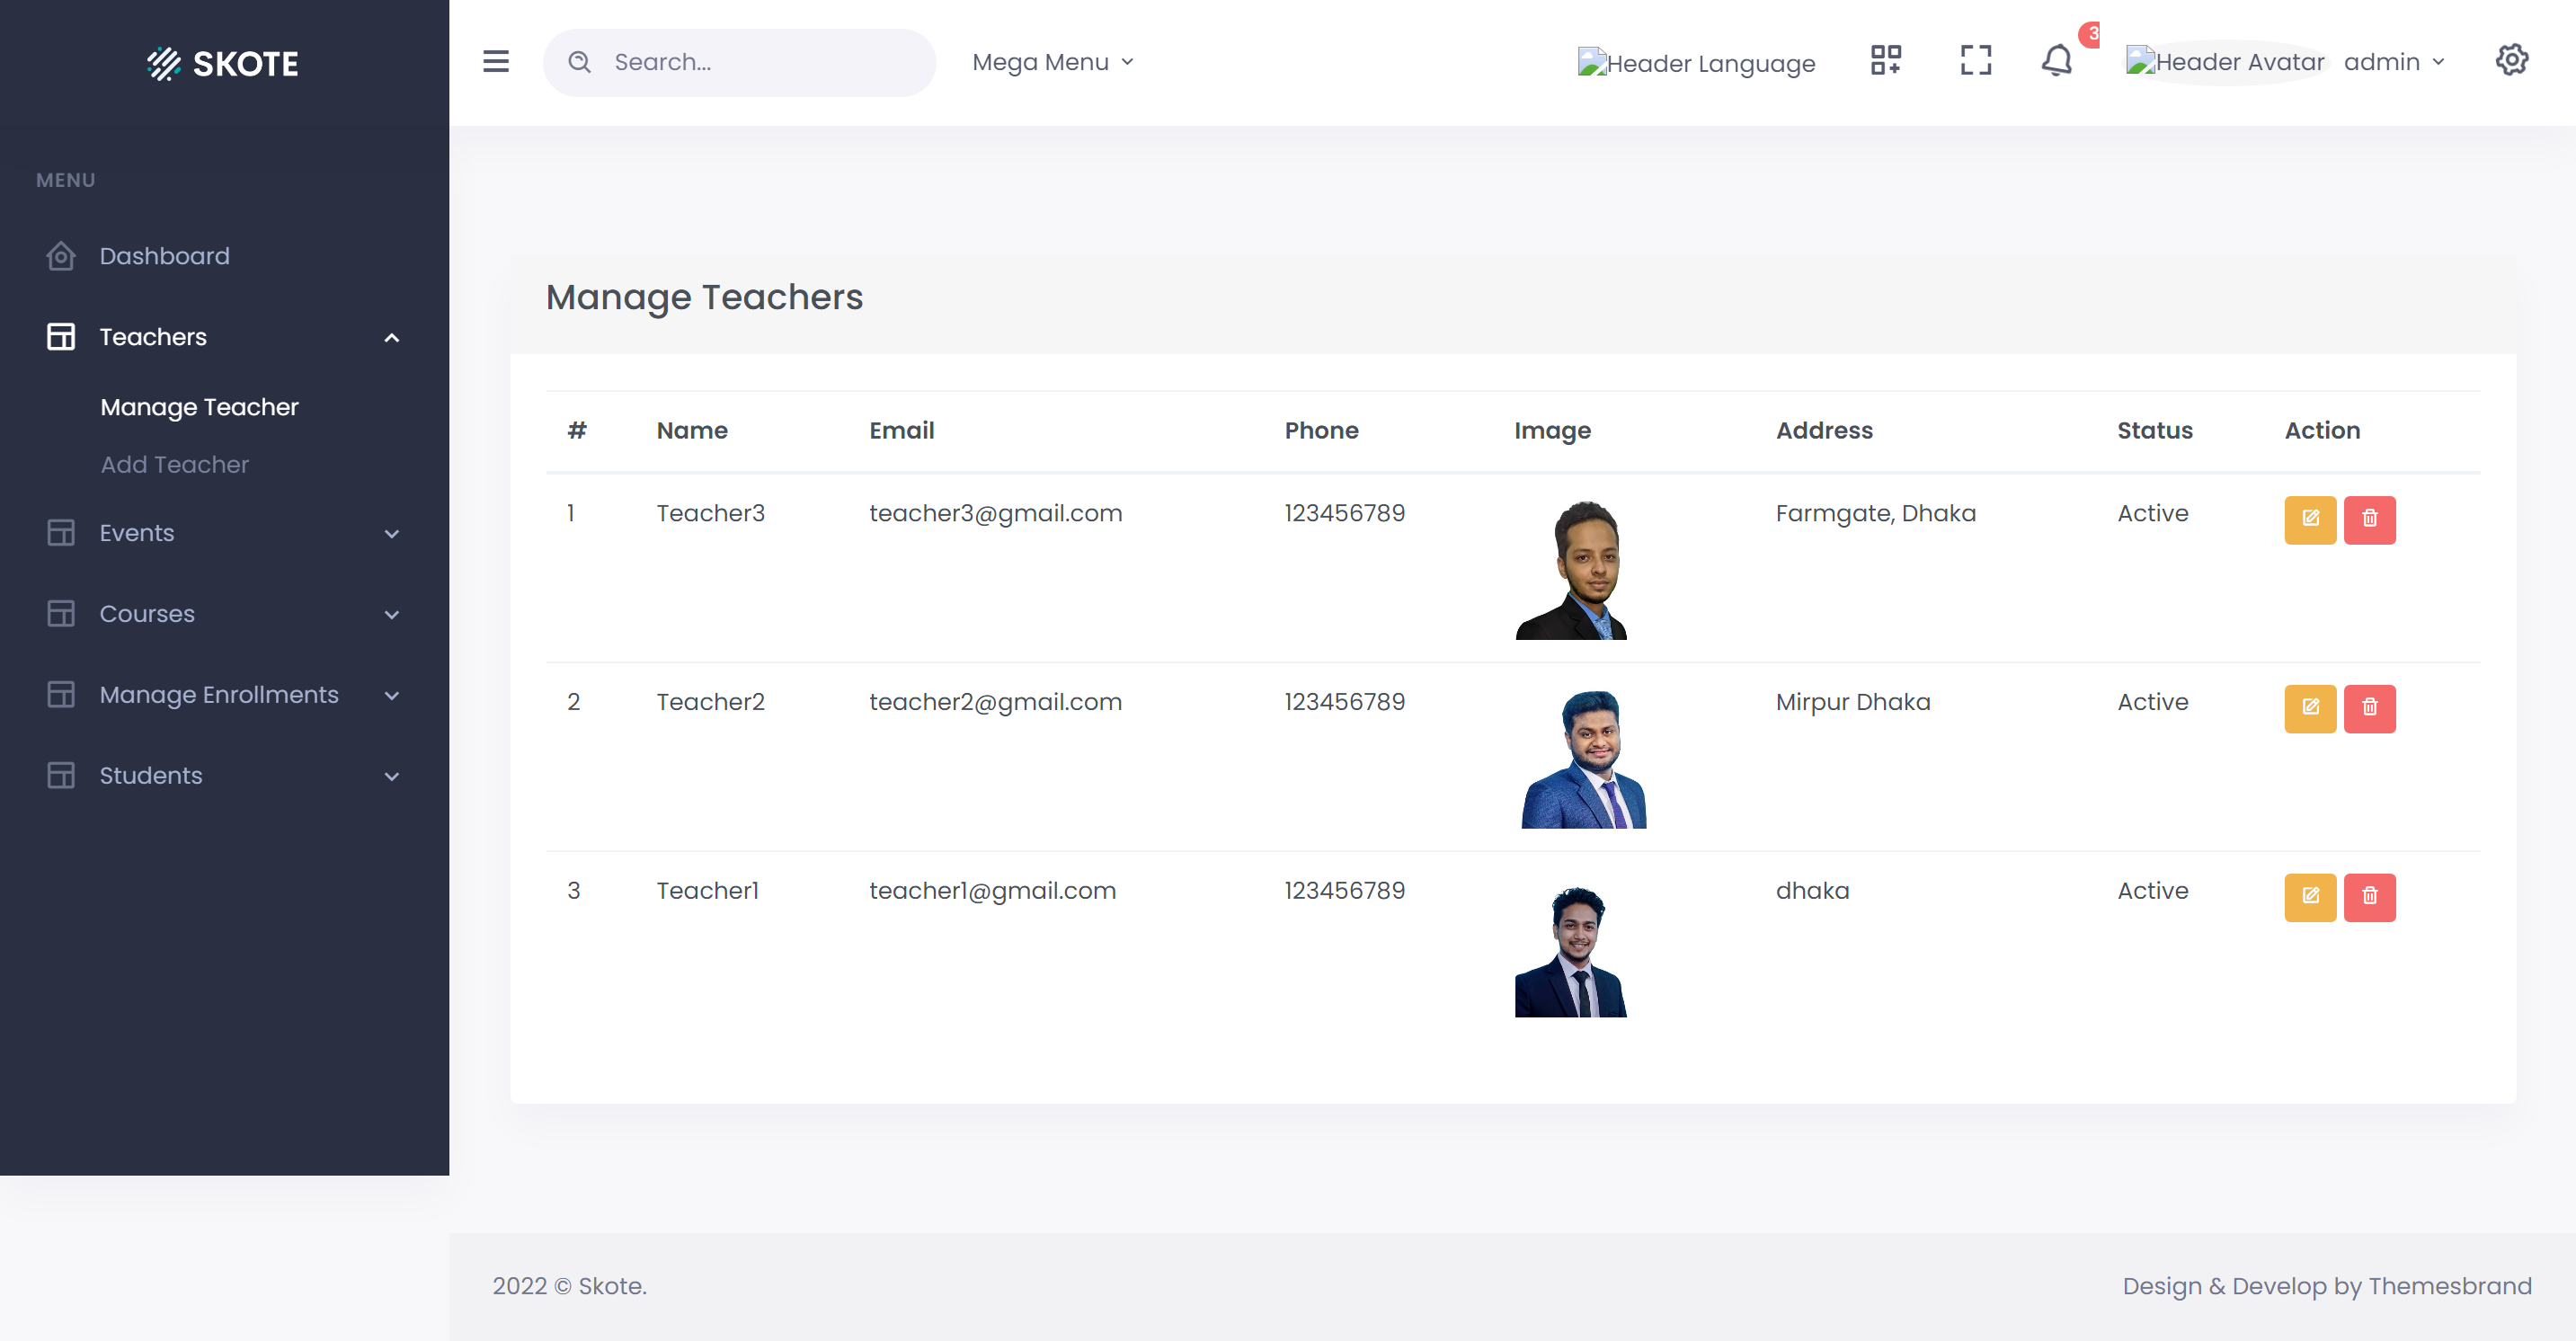 SKOTE
Search...
Mega Menu
Header Language
3
Header Avatar
admin
MENU
Dashboard
Teachers
Manage Teacher
Add Teacher
Events
Courses
Manage Enrollments
Students
Manage Teachers
# Name Email Phone Image Address Status Action
1 Teacher3 teacher3@gmail.com 123456789 Farmgate, Dhaka Active
2 Teacher2 teacher2@gmail.com 123456789 Mirpur Dhaka Active
3 Teacher1 teacher1@gmail.com 123456789 dhaka Active
2022 © Skote.
Design & Develop by Themesbrand